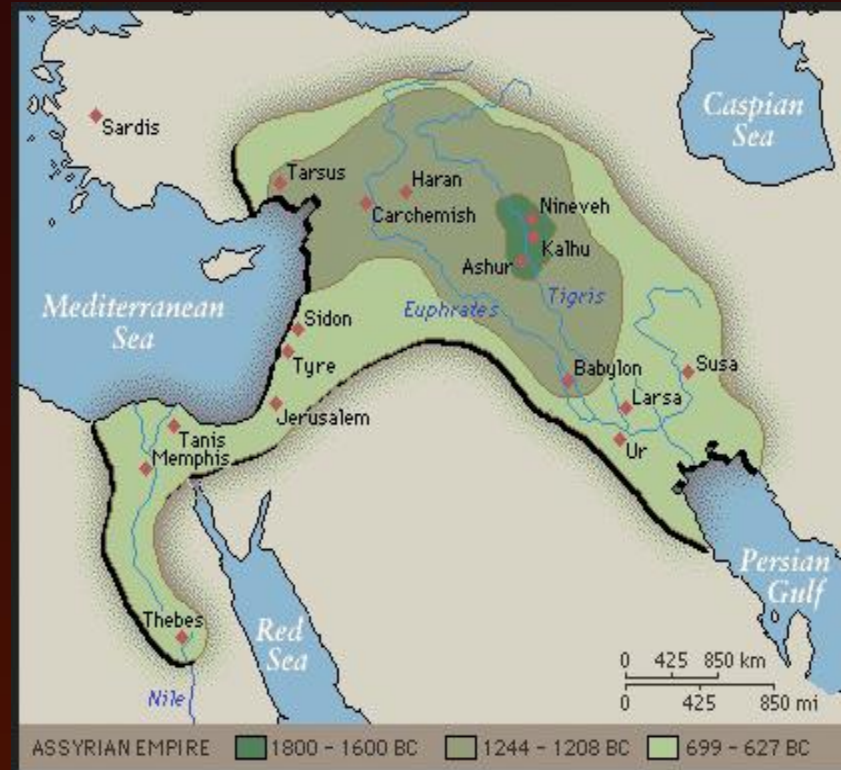 Caspian
Sea
Sardis
Tarsus
Haran
Carchemish
Nineveh
Kalhu
Ashur
Tigris
Euphrates
Mediterranean
Sea
Sidon
Tyre
Jerusalem
Babylon
Susa
Larsa
Ur
Tanis
Memphis
Persian
Gulf
Thebes
Red
Sea
Nile
0 425 850 km
0 425 850 mi
ASSYRIAN EMPIRE 1800 - 1600 BC 1244 - 1208 BC 699 - 627 BC